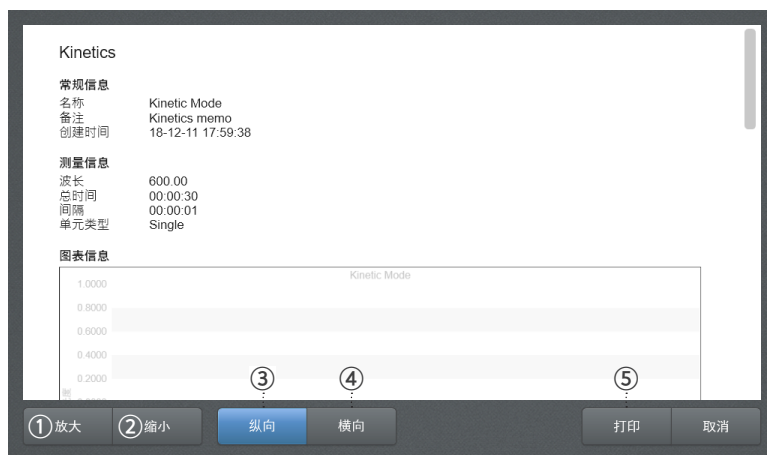 Kinetics
常规信息
名称 Kinetic Mode
备注 Kinetics memo
创建时间 18-12-11 17:59:38
测量信息
波长 600.00
总时间 00:00:30
间隔 00:00:01
单元类型 Single
图表信息
Kinetic Mode
1.0000
0.8000
0.6000
0.4000
0.2000
③ ④ ⑤
①放大 ②缩小 纵向 横向 打印 取消